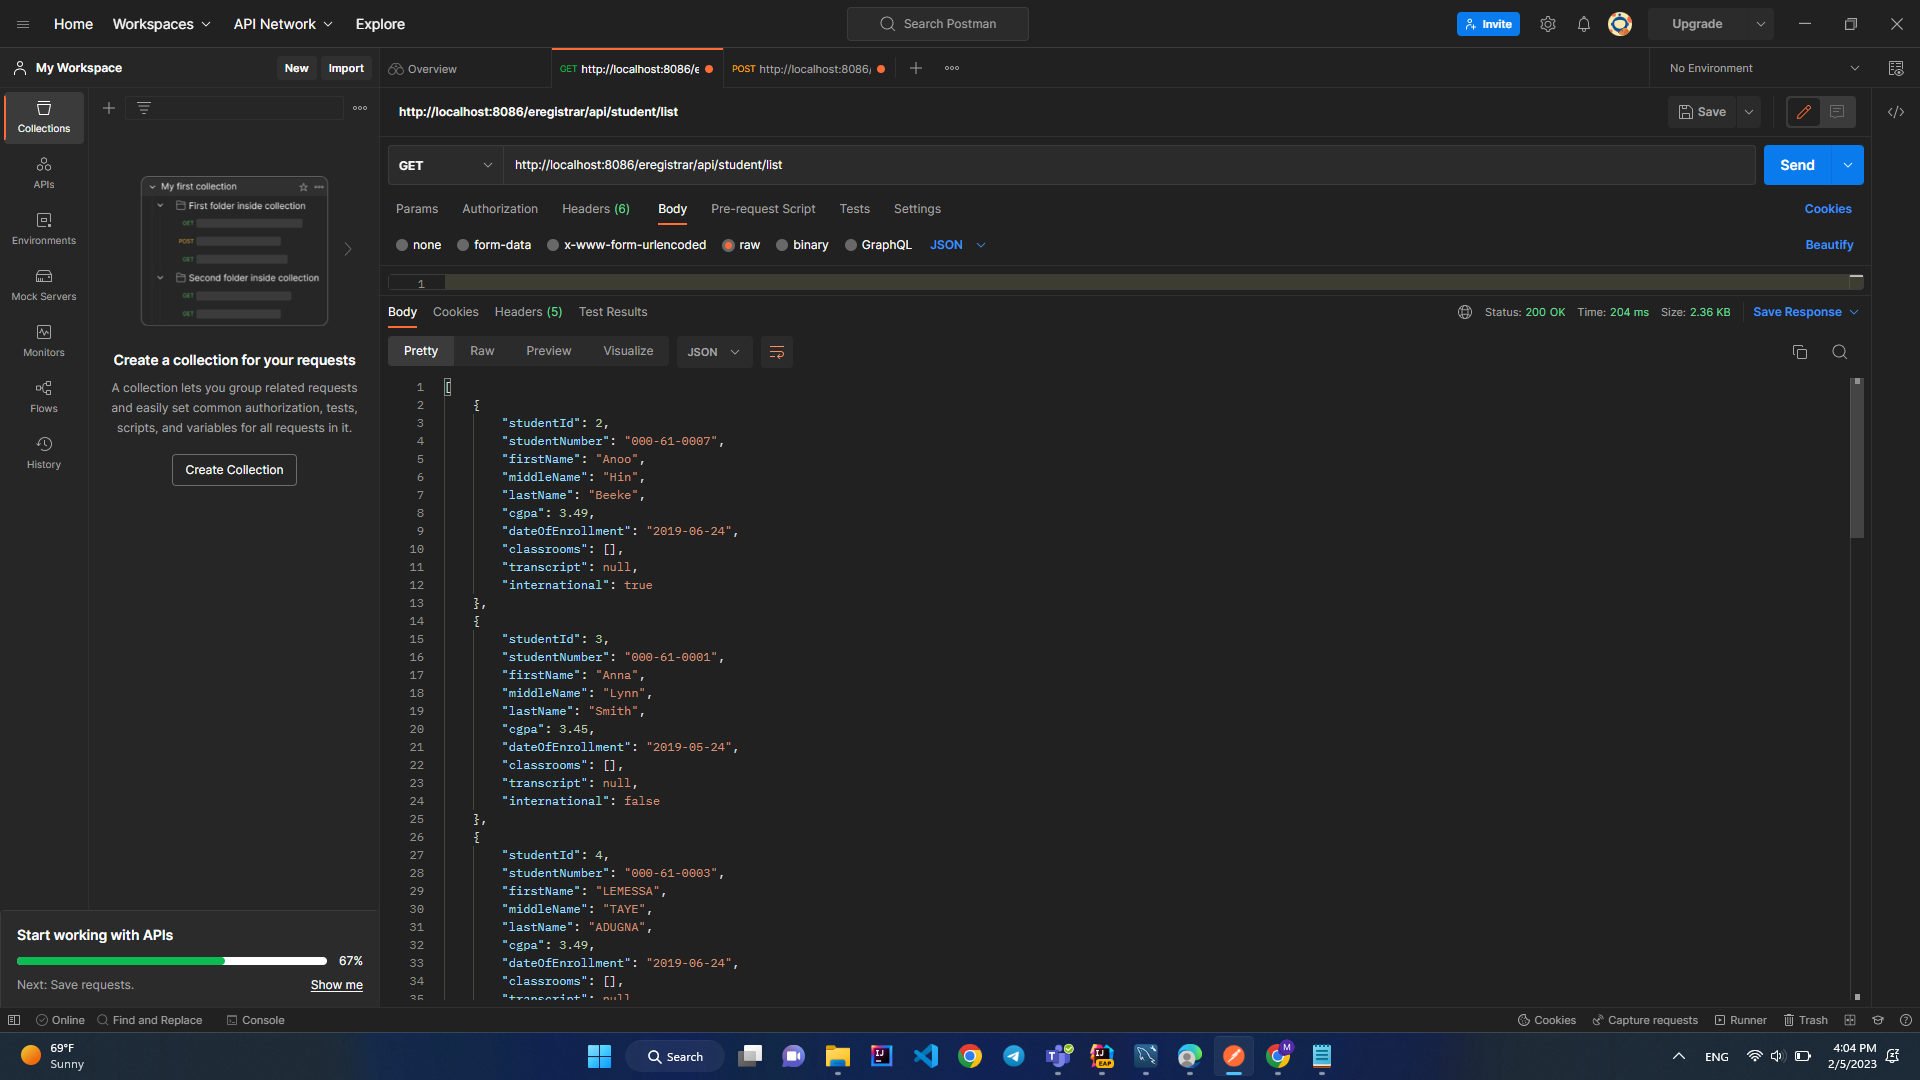 Home Workspaces API Network Explore Search Postman Invite Upgrade
My Workspace New Import Overview GET http://localhost:8086/e POST http://localhost:8086/ No Environment
http://localhost:8086/eregistrar/api/student/list Save
GET http://localhost:8086/eregistrar/api/student/list Send
Params Authorization Headers (6) Body Pre-request Script Tests Settings Cookies
none form-data x-www-form-urlencoded raw binary GraphQL JSON Beautify
1
Body Cookies Headers (5) Test Results Status: 200 OK Time: 204 ms Size: 2.36 KB Save Response
Pretty Raw Preview Visualize JSON
Collections
APIs
Environments
Mock Servers
Monitors
Flows
History
My first collection
First folder inside collection
GET
POST
GET
Second folder inside collection
GET
GET
Create a collection for your requests
A collection lets you group related requests
and easily set common authorization, tests,
scripts, and variables for all requests in it.
Create Collection
1 [
2 {
3 "studentId": 2,
4 "studentNumber": "000-61-0007",
5 "firstName": "Anoo",
6 "middleName": "Hin",
7 "lastName": "Beeke",
8 "cgpa": 3.49,
9 "dateOfEnrollment": "2019-06-24",
10 "classrooms": [],
11 "transcript": null,
12 "international": true
13 },
14 {
15 "studentId": 3,
16 "studentNumber": "000-61-0001",
17 "firstName": "Anna",
18 "middleName": "Lynn",
19 "lastName": "Smith",
20 "cgpa": 3.45,
21 "dateOfEnrollment": "2019-05-24",
22 "classrooms": [],
23 "transcript": null,
24 "international": false
25 },
26 {
27 "studentId": 4,
28 "studentNumber": "000-61-0003",
29 "firstName": "LEMESSA",
30 "middleName": "TAYE",
31 "lastName": "ADUGNA",
32 "cgpa": 3.49,
33 "dateOfEnrollment": "2019-06-24",
34 "classrooms": [],
35 "transcript": null
Start working with APIs
67%
Next: Save requests. Show me
Online Find and Replace Console Cookies Capture requests Runner Trash
69°F
Sunny
Search
ENG
4:04 PM
2/5/2023